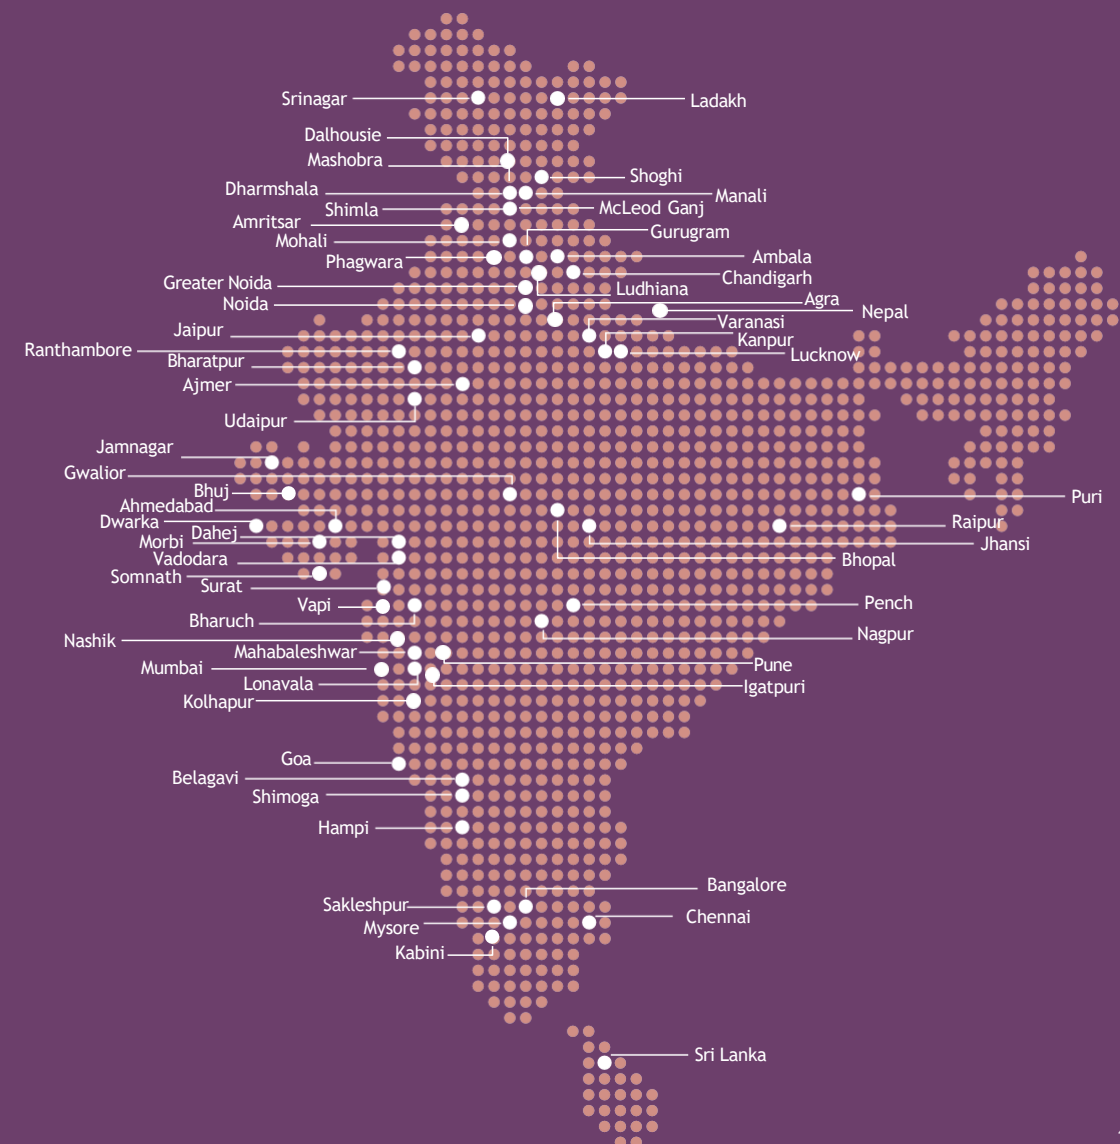 Srinagar
Ladakh
Dalhousie
Mashobra
Shoghi
Dharmshala
Manali
Shimla
McLeod Ganj
Amritsar
Gurugram
Mohali
Phagwara
Ambala
Chandigarh
Greater Noida
Ludhiana
Noida
Agra
Nepal
Varanasi
Jaipur
Kanpur
Ranthambore
Lucknow
Bharatpur
Ajmer
Udaipur
Jamnagar
Gwalior
Bhuj
Puri
Ahmedabad
Dwarka
Raipur
Dahej
Morbi
Jhansi
Vadodara
Bhopal
Somnath
Surat
Vapi
Pench
Bharuch
Nagpur
Nashik
Mahabaleshwar
Pune
Mumbai
Lonavala
Igatpuri
Kolhapur
Goa
Belagavi
Shimoga
Hampi
Bangalore
Sakleshpur
Chennai
Mysore
Kabini
Sri Lanka